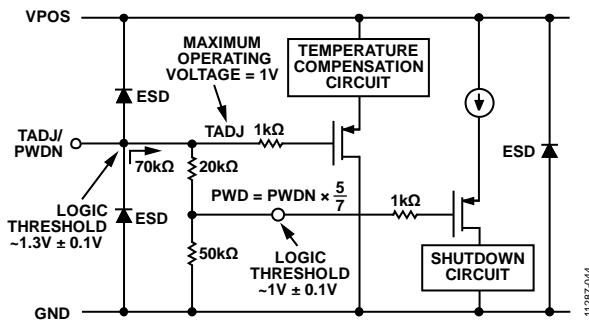 VPOS
MAXIMUM
OPERATING
VOLTAGE = 1V
TEMPERATURE
COMPENSATION
CIRCUIT
ESD
TADJ/
PWDN
TADJ
1kΩ
70kΩ
20kΩ
ESD
PWD = PWDN × 5/7
1kΩ
LOGIC
THRESHOLD
~1.3V ± 0.1V
ESD
50kΩ
LOGIC
THRESHOLD
~1V ± 0.1V
SHUTDOWN
CIRCUIT
GND
11287-044